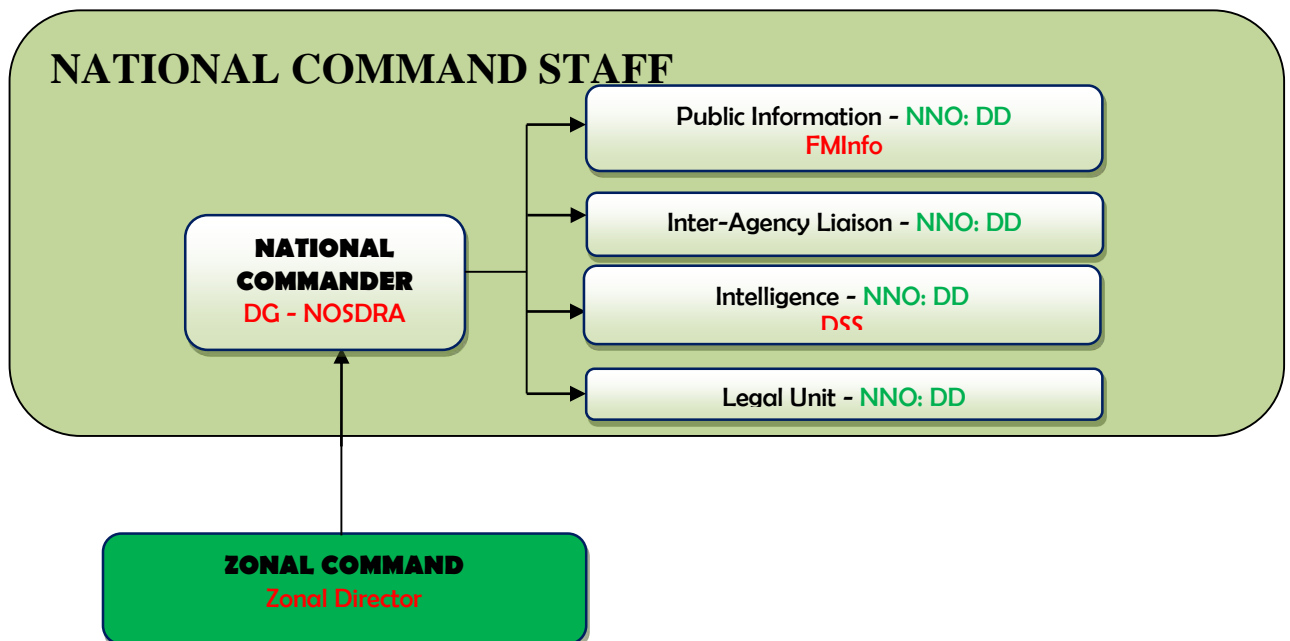 NATIONAL COMMAND STAFF
Public Information - NNO: DD
FMInfo
Inter-Agency Liaison - NNO: DD
NATIONAL
COMMANDER
DG - NOSDRA
Intelligence - NNO: DD
DSS
Legal Unit - NNO: DD
ZONAL COMMAND
Zonal Director